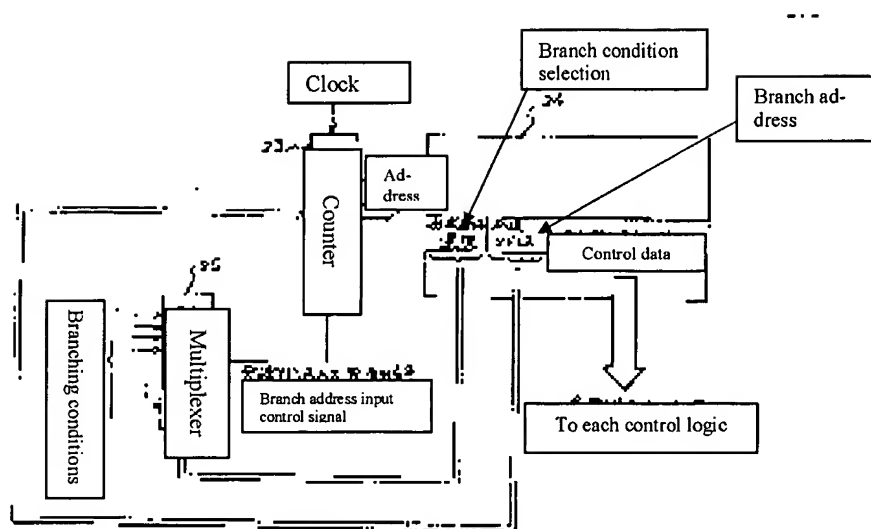 Branch condition
selection
Clock
Branch ad-
dress
Ad-
dress
Counter
Control data
Branching conditions
Multiplexer
Branch address input
control signal
To each control logic